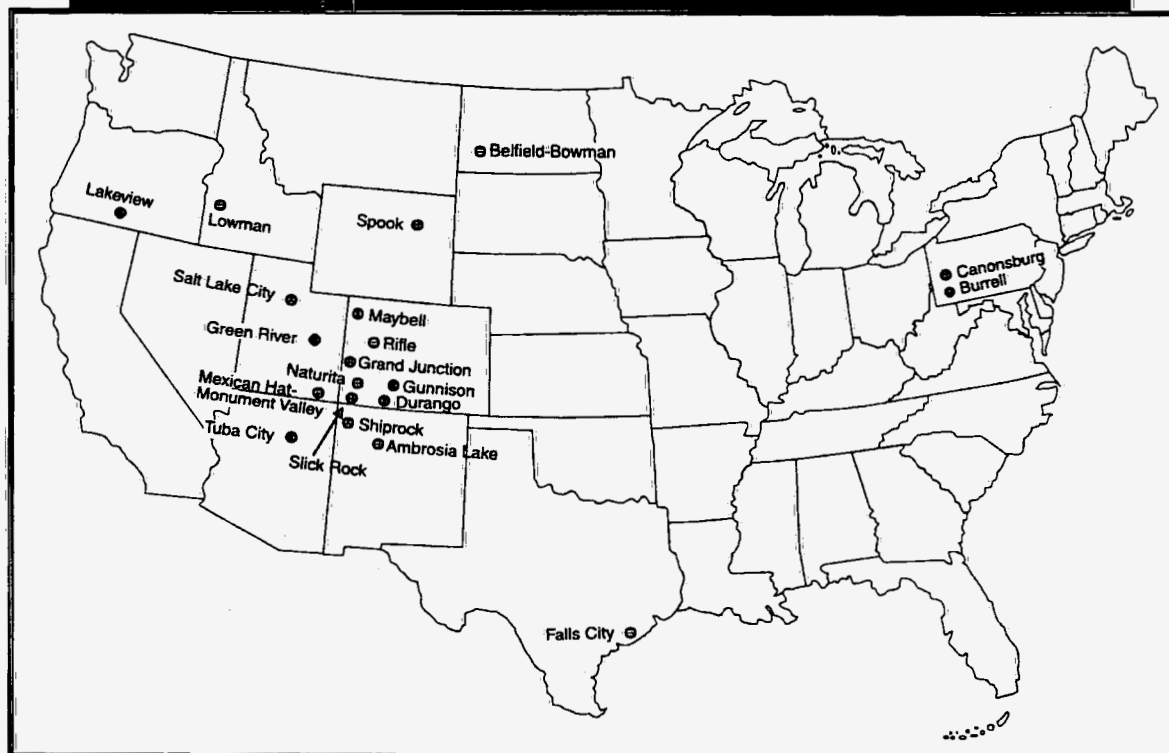 Belfield-Bowman
Lakeview
Lowman
Spook
Canonsburg
Burrell
Salt Lake City
Maybell
Green River
Rifle
Grand Junction
Naturita
Gunnison
Mexican Hat-
Monument Valley
Durango
Shiprock
Tuba City
Ambrosia Lake
Slick Rock
Falls City